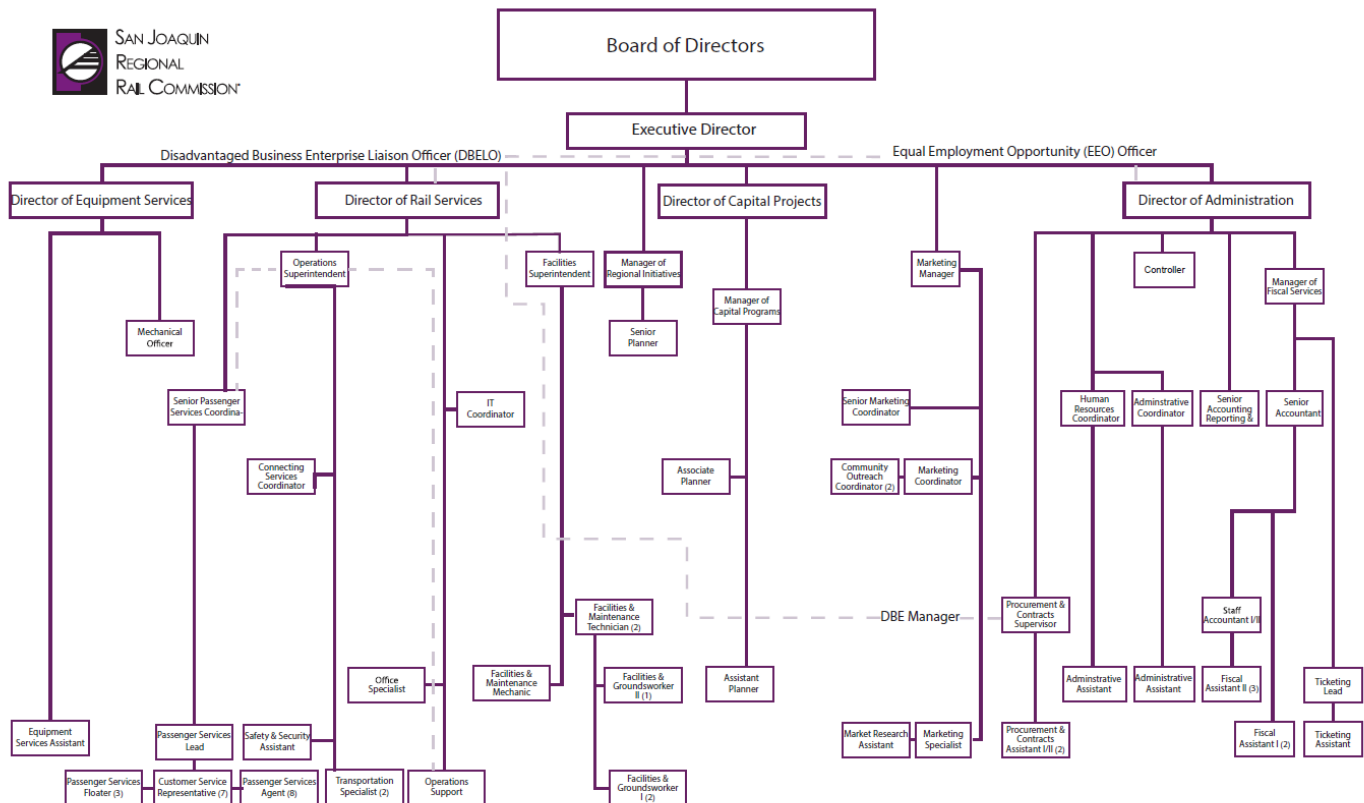 SAN JOAQUIN
REGIONAL
RAIL COMMISSION
Board of Directors
Executive Director
Disadvantaged Business Enterprise Liaison Officer (DBELO)
Equal Employment Opportunity (EEO) Officer
Director of Equipment Services
Director of Rail Services
Director of Capital Projects
Director of Administration
Operations
Superintendent
Facilities
Superintendent
Manager of
Regional Initiatives
Marketing
Manager
Controller
Manager of
Fiscal Services
Mechanical
Officer
Senior
Planner
Manager of
Capital Programs
Senior Passenger
Services Coordina-
IT
Coordinator
Senior Marketing
Coordinator
Human
Resources
Coordinator
Adminstrative
Coordinator
Senior
Accounting
Reporting &
Senior
Accountant
Connecting
Services
Coordinator
Associate
Planner
Community
Outreach
Coordinator (2)
Marketing
Coordinator
Facilities &
Maintenance
Technician (2)
DBE Manager
Procurement &
Contracts
Supervisor
Staff
Accountant I/II
Office
Specialist
Facilities &
Maintenance
Mechanic
Facilities &
Groundsworker
II (1)
Assistant
Planner
Adminstrative
Assistant
Adminstrative
Assistant
Fiscal
Assistant II (3)
Ticketing
Lead
Equipment
Services Assistant
Passenger Services
Lead
Safety & Security
Assistant
Market Research
Assistant
Marketing
Specialist
Procurement &
Contracts
Assistant I/II (2)
Fiscal
Assistant I (2)
Ticketing
Assistant
Passenger Services
Floater (3)
Customer Service
Representative (7)
Passenger Services
Agent (8)
Transportation
Specialist (2)
Operations
Support
Facilities &
Groundsworker
I (2)